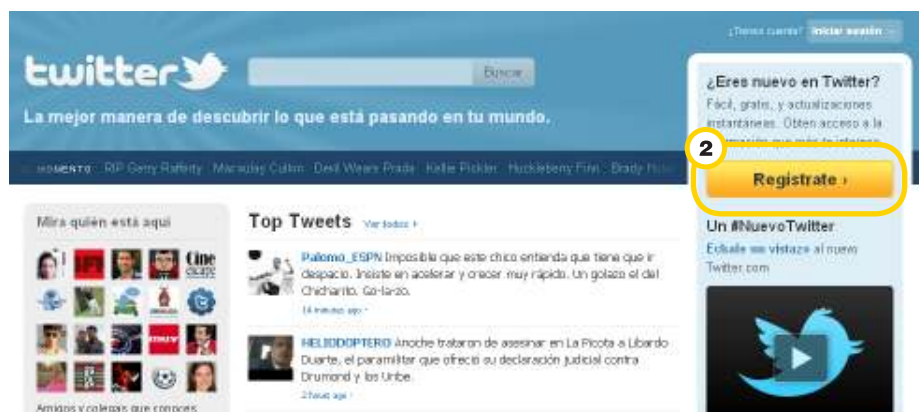 ¿Tienes cuenta? Iniciar sesión
twitter
Buscar
La mejor manera de descubrir lo que está pasando en tu mundo.
¿Eres nuevo en Twitter?
Fácil, gratis, y actualizaciones
instantáneas. Obten acceso a la
2
Registrate ›
RIP Gerry Rafferty Macaulay Culkin Devil Wears Prada Kellie Pickler Huckleberry Finn Brady
Mira quién está aquí
Cine
Top Tweets Ver todos
Palomo_ESPN Imposible que este chico entienda que tiene que ir
despacio. Insiste en acelerar y crecer muy rápido. Un golazo el del
Chicharito. Go-la-zo.
14 minutes ago
HELIODOPTERO Anoche trataron de asesinar en La Picota a Libardo
Duarte, el paramilitar que ofreció su declaración judicial contra
Drumond y los Uribe.
2 hours ago
Un #NuevoTwitter
Echale un vistazo al nuevo
Twitter.com
Amigos y colegas que conoces